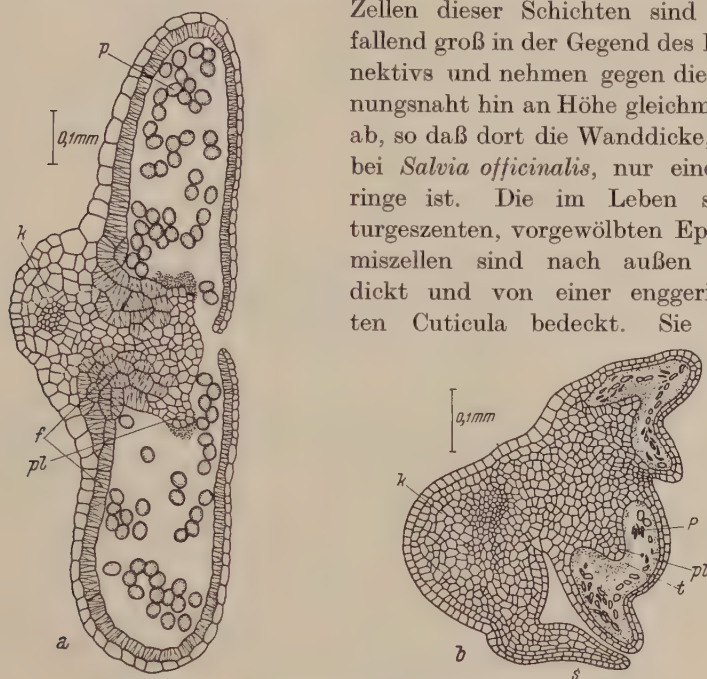 Zellen dieser Schichten sind
fallend groß in der Gegend des
nektivs und nehmen gegen die
nungsnaht hin an Höhe gleichm
ab, so daß dort die Wanddicke,
bei Salvia officinalis, nur eine
ringe ist. Die im Leben s
turgeszenten, vorgewölbten Ep
miszellen sind nach außen
dickt und von einer enggeri
ten Cuticula bedeckt. Sie
p
0,1mm
k
f
pl
a
0,1mm
k
p
pl
t
b
s